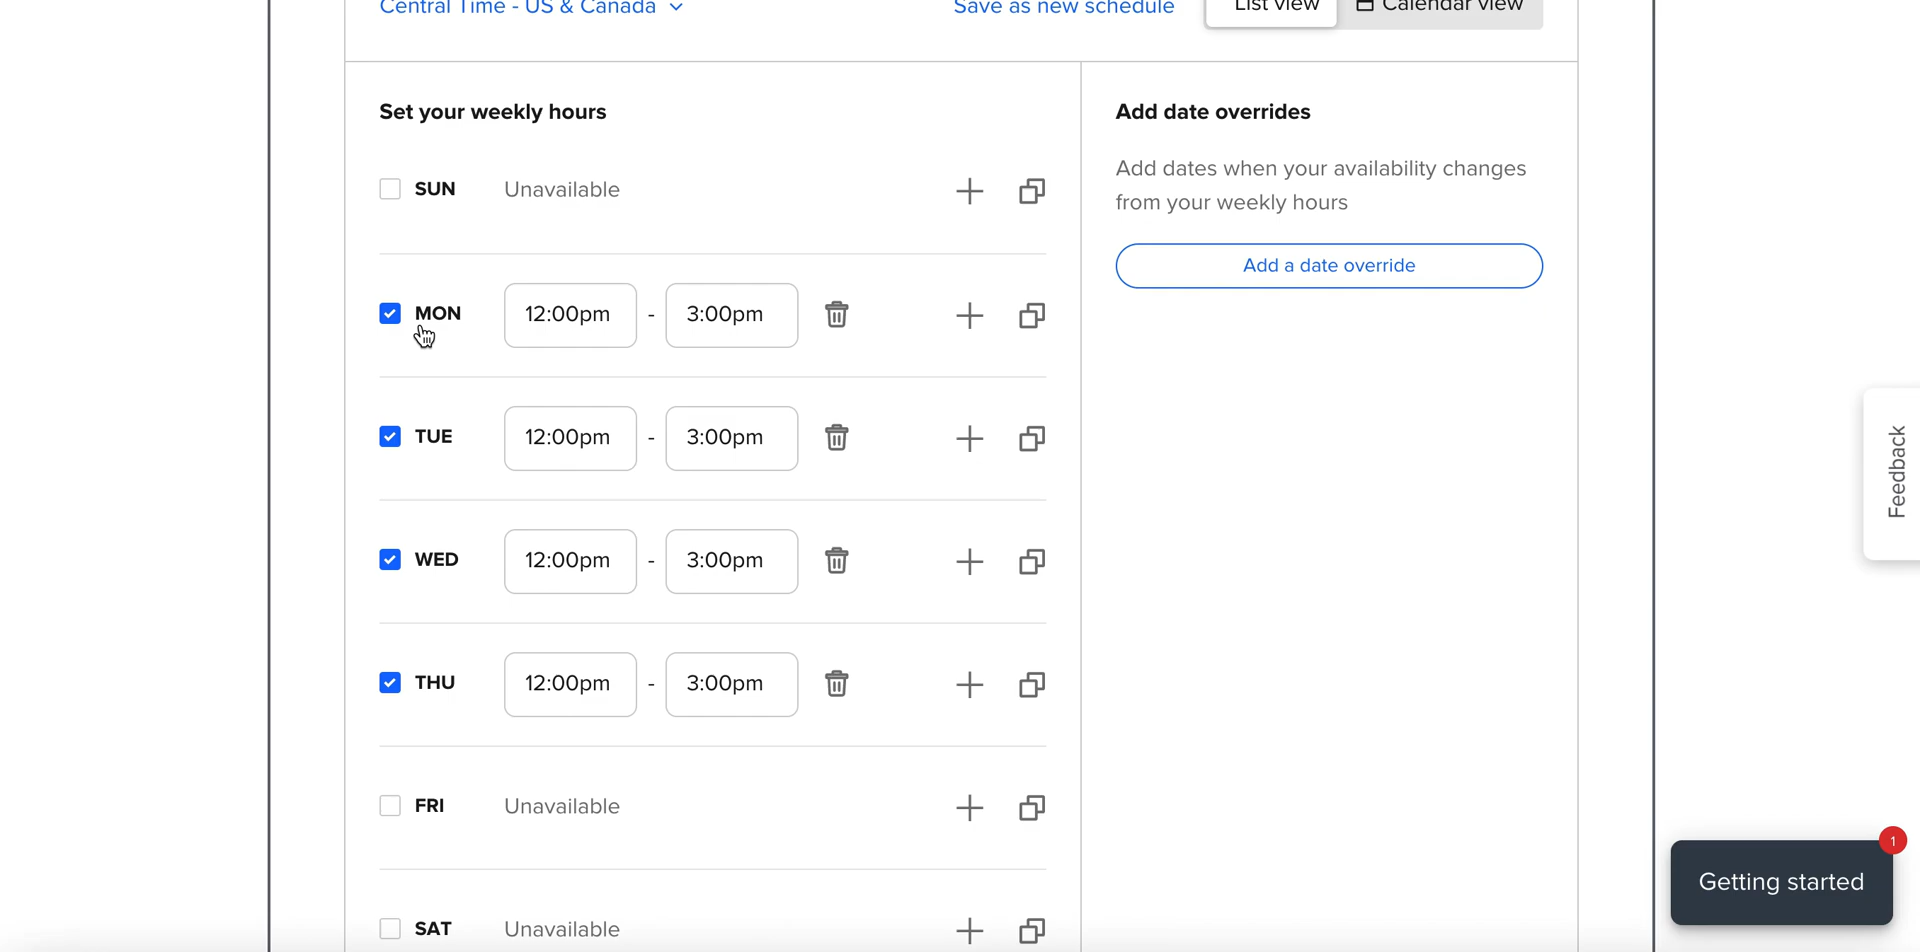 Central Time - US & Canada
Save as new schedule
List view
Calendar view
Set your weekly hours
SUN Unavailable
MON 12:00pm - 3:00pm
TUE 12:00pm - 3:00pm
WED 12:00pm - 3:00pm
THU 12:00pm - 3:00pm
FRI Unavailable
SAT Unavailable
Add date overrides
Add dates when your availability changes
from your weekly hours
Add a date override
Feedback
1
Getting started